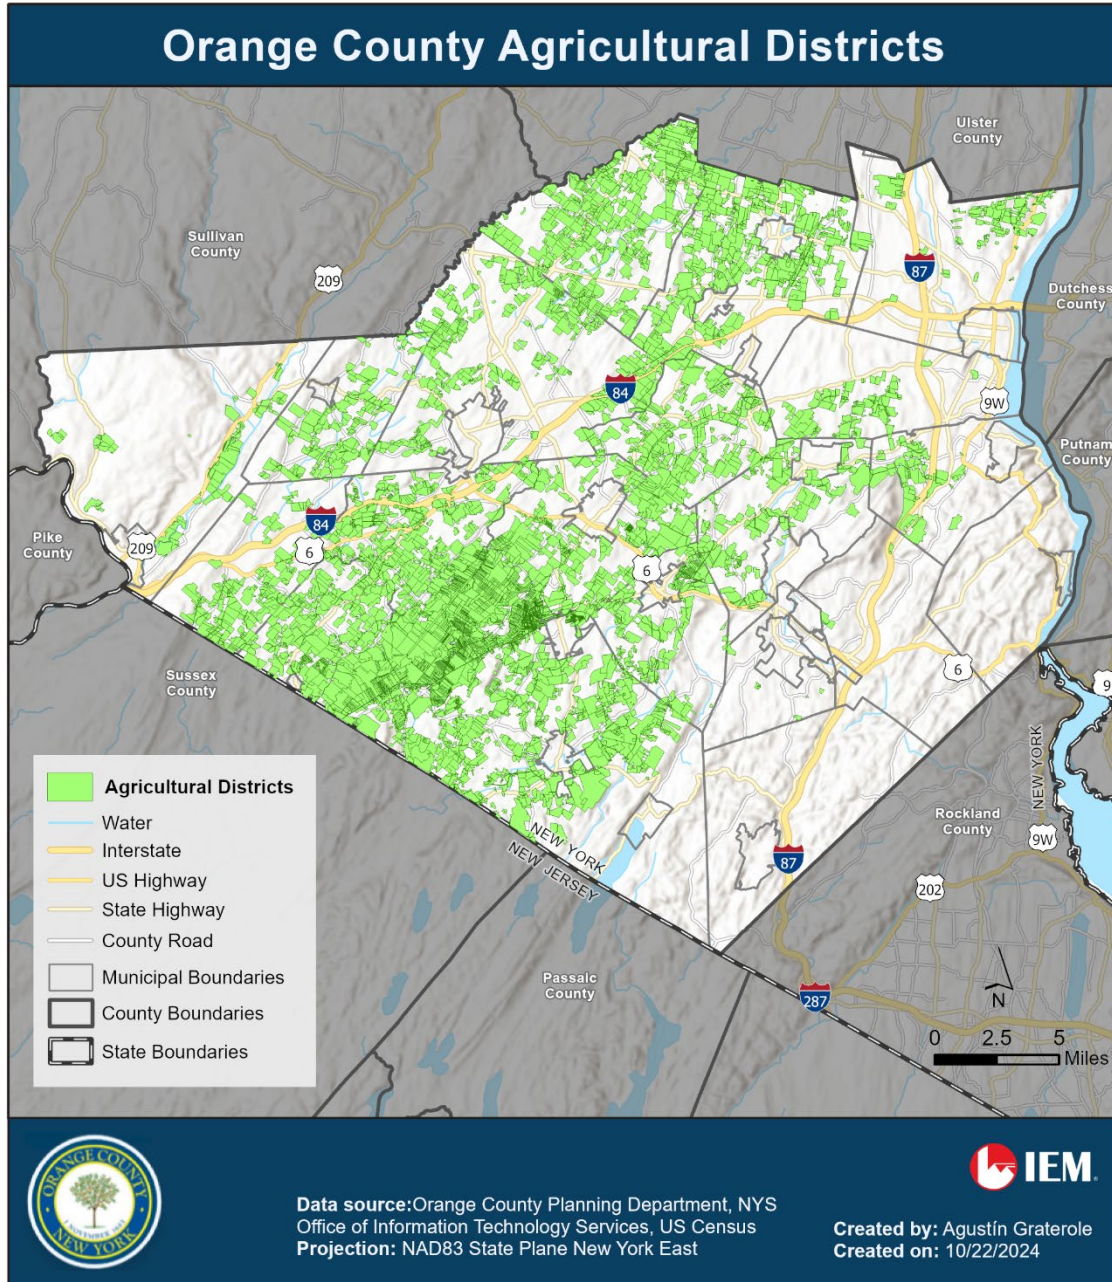 Orange County Agricultural Districts
Ulster
County
Sullivan
County
209
87
Dutchess
County
84
9W
Putnam
County
Pike
County
209
84
6
6
Sussex
County
6
9
NEW YORK
NEW JERSEY
87
Rockland
County
NEW YORK
9W
202
Passaic
County
287
N
0 2.5 5
Miles
Agricultural Districts
Water
Interstate
US Highway
State Highway
County Road
Municipal Boundaries
County Boundaries
State Boundaries
ORANGE COUNTY
NEW YORK
IEM
Data source:Orange County Planning Department, NYS
Office of Information Technology Services, US Census
Projection: NAD83 State Plane New York East
Created by: Agustín Graterole
Created on: 10/22/2024